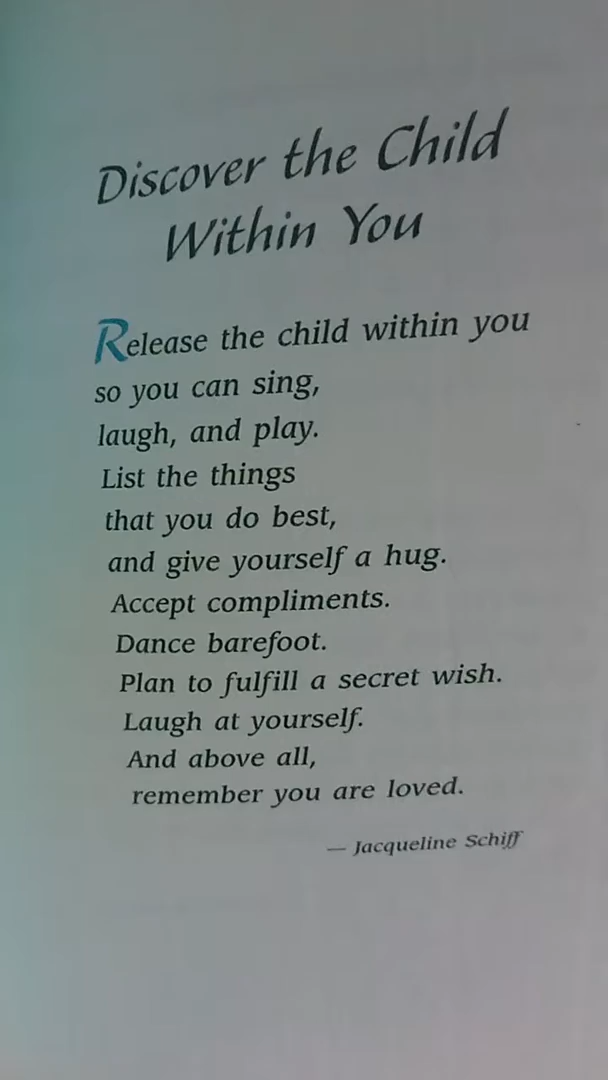 Discover the Child
Within You
Release the child within you
so you can sing,
laugh, and play.
List the things
that you do best,
and give yourself a hug.
Accept compliments.
Dance barefoot.
Plan to fulfill a secret wish.
Laugh at yourself.
And above all,
remember you are loved.
— Jacqueline Schiff